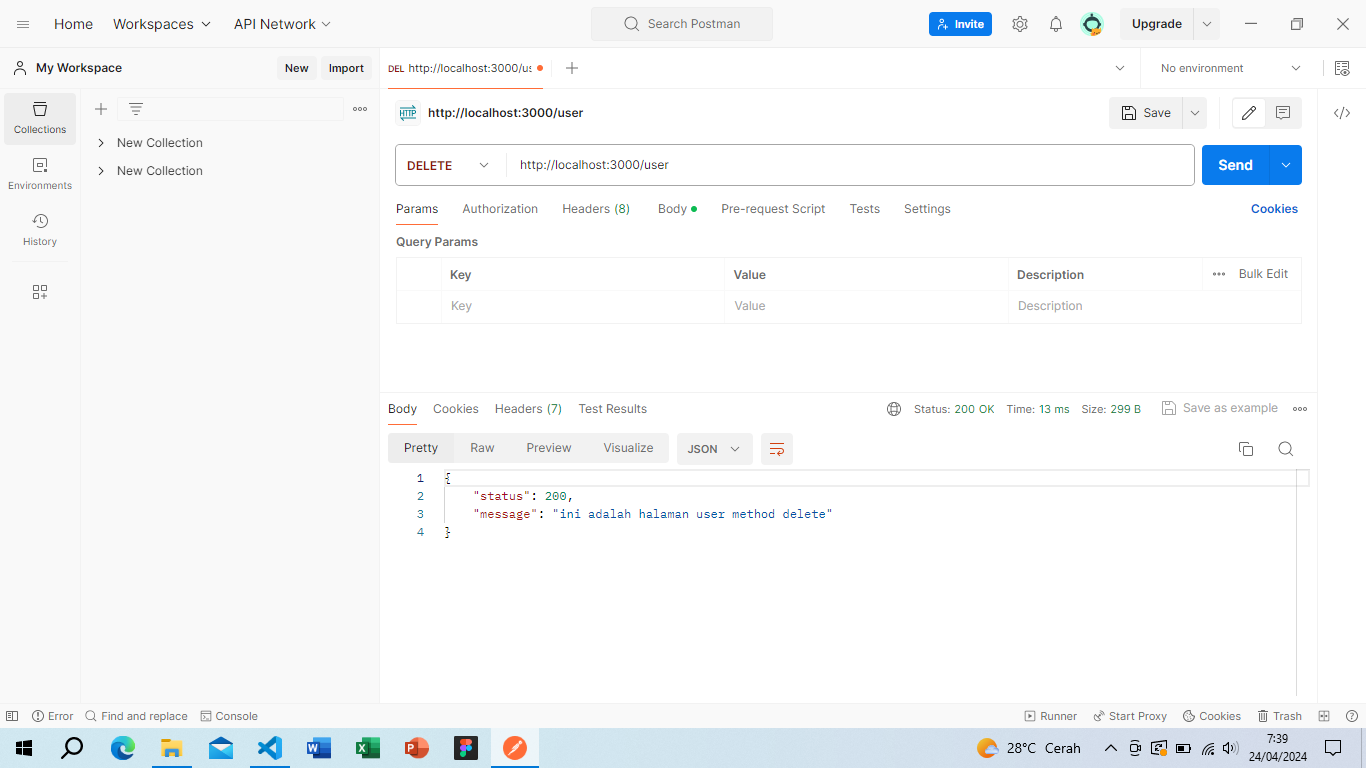 Home Workspaces API Network Search Postman Invite Upgrade
My Workspace New Import DEL http://localhost:3000/us No environment
Collections
Environments
History
New Collection
New Collection
HTTP http://localhost:3000/user Save </>
DELETE http://localhost:3000/user Send
Params Authorization Headers (8) Body Pre-request Script Tests Settings Cookies
Query Params
Key Value Description Bulk Edit
Key Value Description
Body Cookies Headers (7) Test Results Status: 200 OK Time: 13 ms Size: 299 B Save as example
Pretty Raw Preview Visualize JSON
1 {
2 "status": 200,
3 "message": "ini adalah halaman user method delete"
4 }
Error Find and replace Console Runner Start Proxy Cookies Trash
28°C Cerah 7:39
24/04/2024